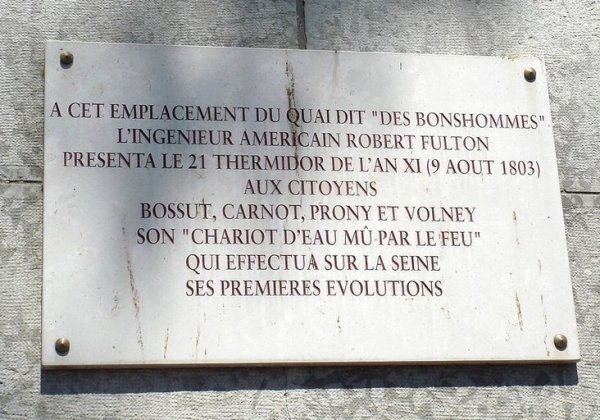 A CET EMPLACEMENT DU QUAI DIT "DES BONSHOMMES"
L'INGENIEUR AMERICAIN ROBERT FULTON
PRESENTA LE 21 THERMIDOR DE L'AN XI (9 AOUT 1803)
AUX CITOYENS
BOSSUT, CARNOT, PRONY ET VOLNEY
SON "CHARIOT D'EAU MÛ PAR LE FEU"
QUI EFFECTUA SUR LA SEINE
SES PREMIERES EVOLUTIONS